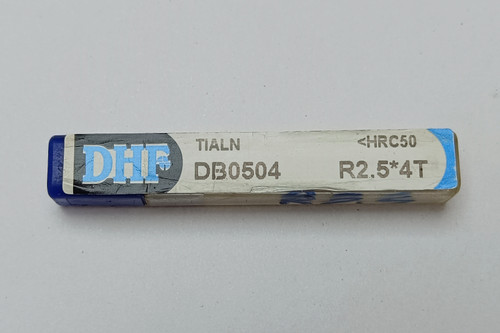 DHF
TIALN <HRC50
DB0504 R2.5*4T